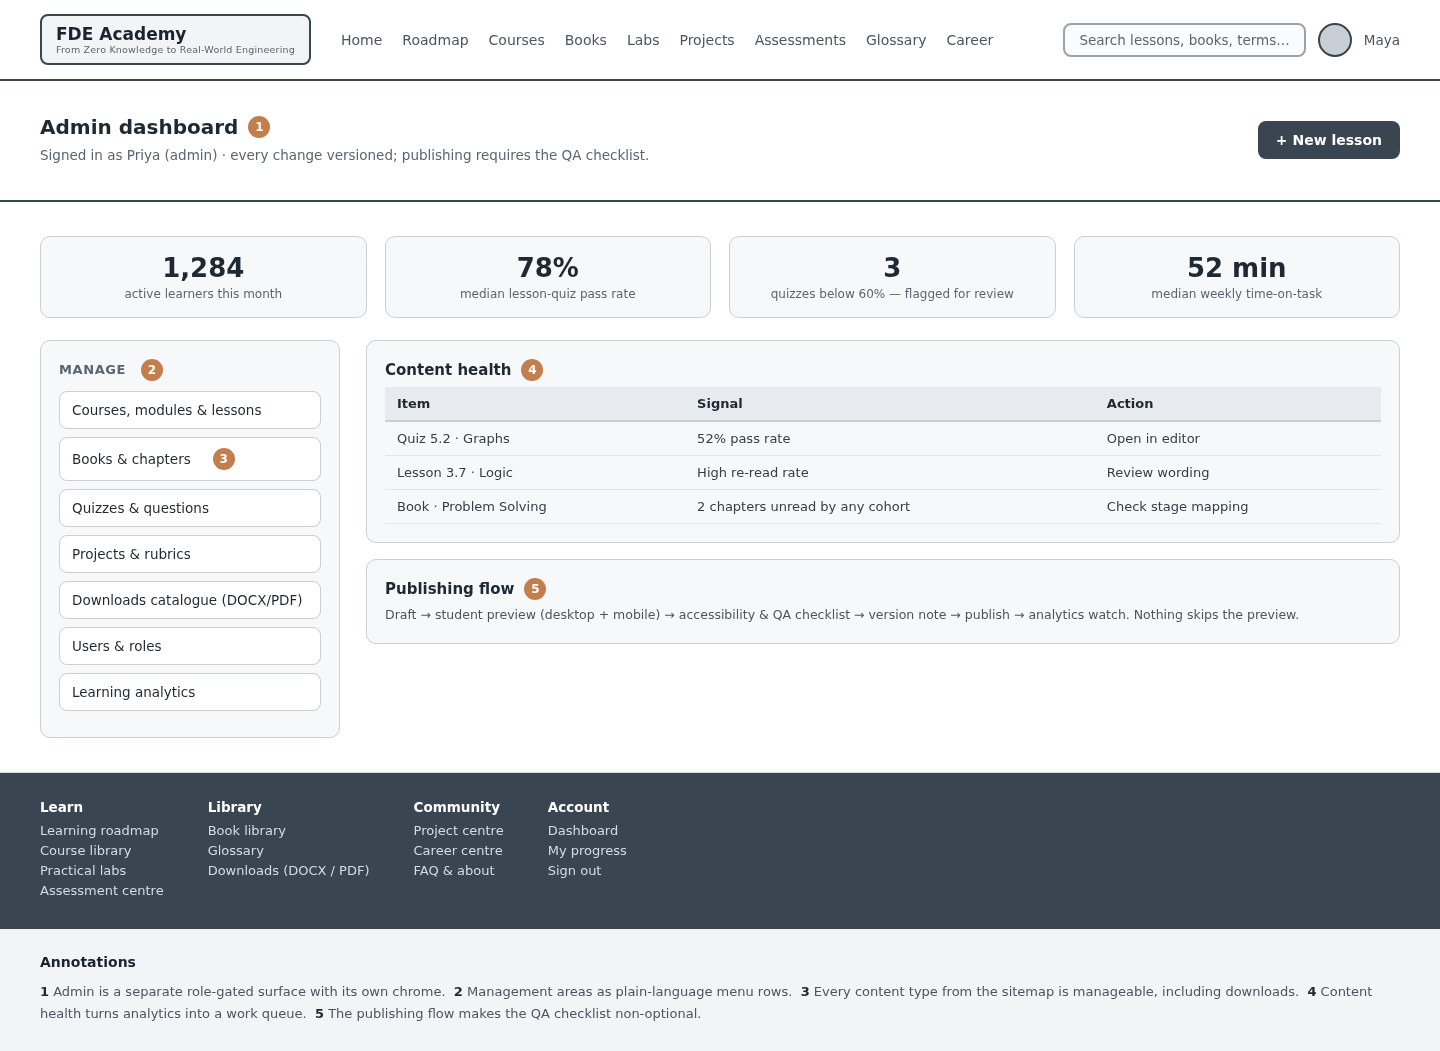 FDE Academy
From Zero Knowledge to Real-World Engineering
Home Roadmap Courses Books Labs Projects Assessments Glossary Career
Search lessons, books, terms...
Maya
Admin dashboard 1
Signed in as Priya (admin) · every change versioned; publishing requires the QA checklist.
+ New lesson
1,284
active learners this month
78%
median lesson-quiz pass rate
3
quizzes below 60% — flagged for review
52 min
median weekly time-on-task
MANAGE 2
Courses, modules & lessons
Books & chapters 3
Quizzes & questions
Projects & rubrics
Downloads catalogue (DOCX/PDF)
Users & roles
Learning analytics
Content health 4
Item Signal Action
Quiz 5.2 · Graphs 52% pass rate Open in editor
Lesson 3.7 · Logic High re-read rate Review wording
Book · Problem Solving 2 chapters unread by any cohort Check stage mapping
Publishing flow 5
Draft → student preview (desktop + mobile) → accessibility & QA checklist → version note → publish → analytics watch. Nothing skips the preview.
Learn
Learning roadmap
Course library
Practical labs
Assessment centre
Library
Book library
Glossary
Downloads (DOCX / PDF)
Community
Project centre
Career centre
FAQ & about
Account
Dashboard
My progress
Sign out
Annotations
1 Admin is a separate role-gated surface with its own chrome. 2 Management areas as plain-language menu rows. 3 Every content type from the sitemap is manageable, including downloads. 4 Content
health turns analytics into a work queue. 5 The publishing flow makes the QA checklist non-optional.